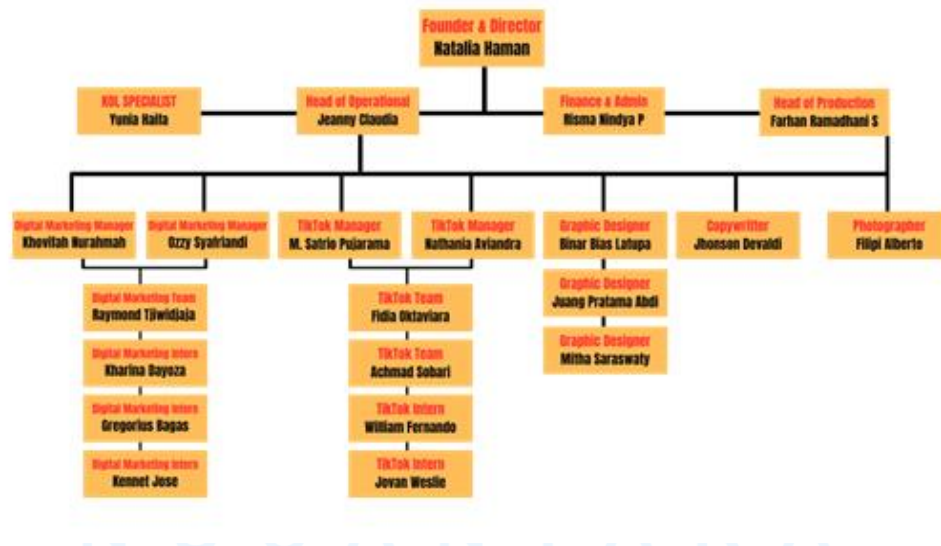 Founder & Director
Natalia Haman
KOL SPECIALIST
Yunia Halfa
Head of Operational
Jeanny Claudia
Finance & Admin
Risma Nindya P
Head of Production
Farhan Ramadhani S
Digital Marketing Manager
Khovifah Nurahmah
Digital Marketing Manager
Ozzy Syafriandi
TikTok Manager
M. Satrio Pujarama
TikTok Manager
Nathania Aviandra
Graphic Designer
Binar Bias Latupa
Copywritter
Jhonson Devaldi
Photographer
Filipi Alberto
Digital Marketing Team
Raymond Tjiwidjaja
Digital Marketing Intern
Kharina Dayoza
Digital Marketing Intern
Gregorius Bagas
Digital Marketing Intern
Kennet Jose
TikTok Team
Fidia Oktaviara
TikTok Team
Achmad Sobari
TikTok Intern
William Fernando
TikTok Intern
Jovan Weslie
Graphic Designer
Juang Pratama Abdi
Graphic Designer
Mitha Saraswaty